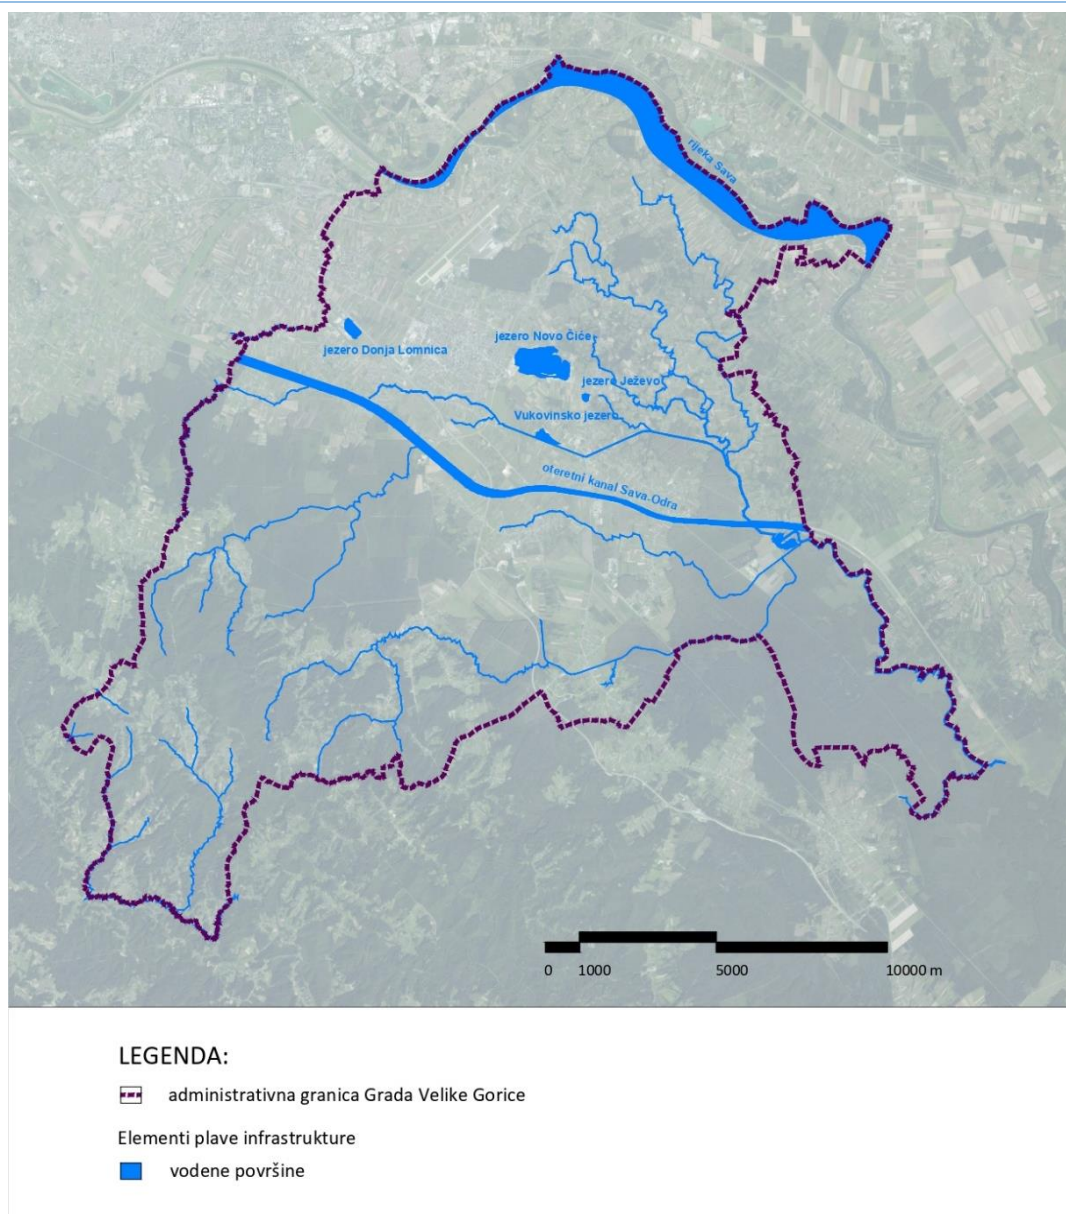 rijeka Sava
jezero Novo Čiće
jezero Donja Lomnica
jezero Ježevo
Vukovinsko jezero
oteretni kanal Sava-Odra
0 1000 5000 10000 m
LEGENDA:
administrativna granica Grada Velike Gorice
Elementi plave infrastrukture
vodene površine